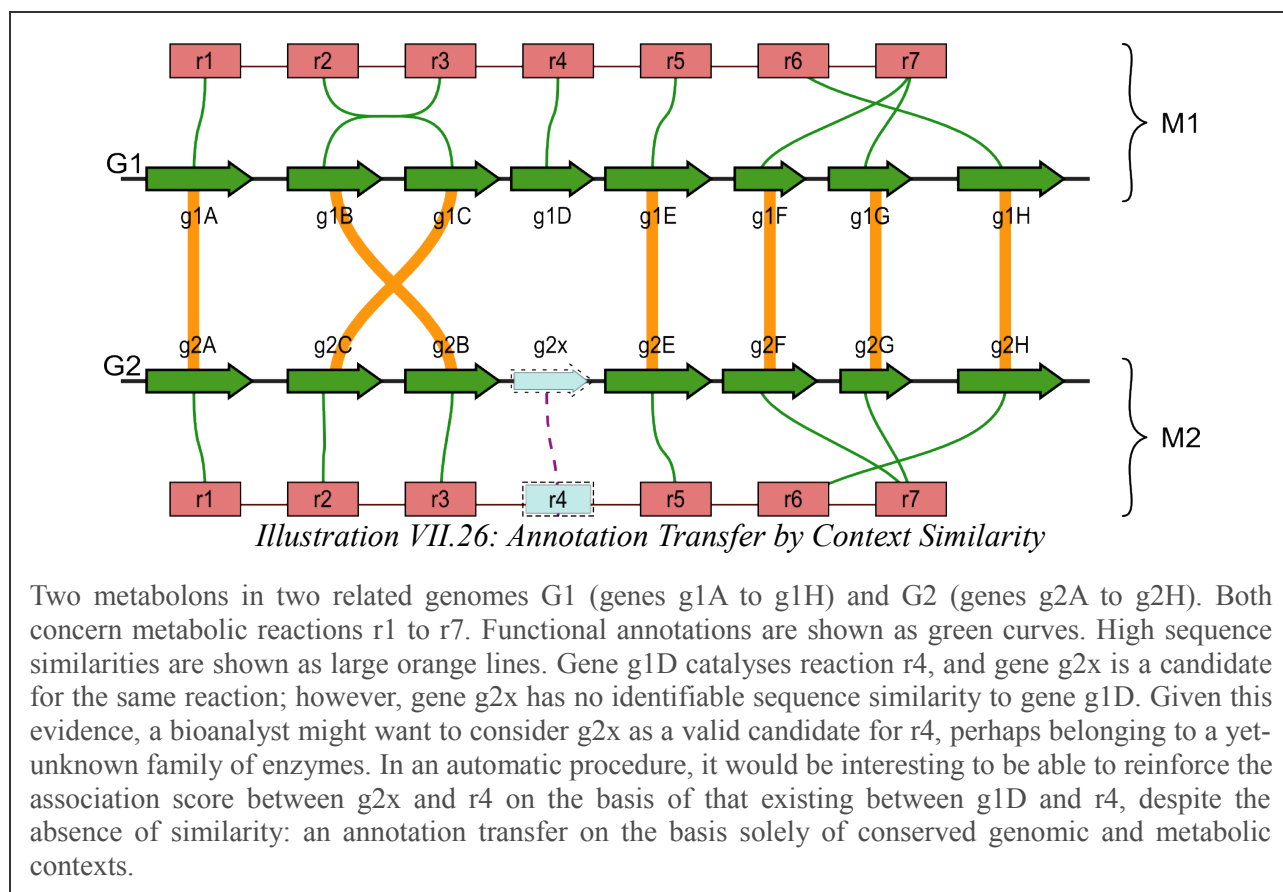 r1 r2 r3 r4 r5 r6 r7
M1
G1
g1A g1B g1C g1D g1E g1F g1G g1H
g2A g2C g2B g2x g2E g2F g2G g2H
G2
M2
r1 r2 r3 r4 r5 r6 r7
Illustration VII.26: Annotation Transfer by Context Similarity
Two metabolons in two related genomes G1 (genes g1A to g1H) and G2 (genes g2A to g2H). Both
concern metabolic reactions r1 to r7. Functional annotations are shown as green curves. High sequence
similarities are shown as large orange lines. Gene g1D catalyses reaction r4, and gene g2x is a candidate
for the same reaction; however, gene g2x has no identifiable sequence similarity to gene g1D. Given this
evidence, a bioanalyst might want to consider g2x as a valid candidate for r4, perhaps belonging to a yet-
unknown family of enzymes. In an automatic procedure, it would be interesting to be able to reinforce the
association score between g2x and r4 on the basis of that existing between g1D and r4, despite the
absence of similarity: an annotation transfer on the basis solely of conserved genomic and metabolic
contexts.